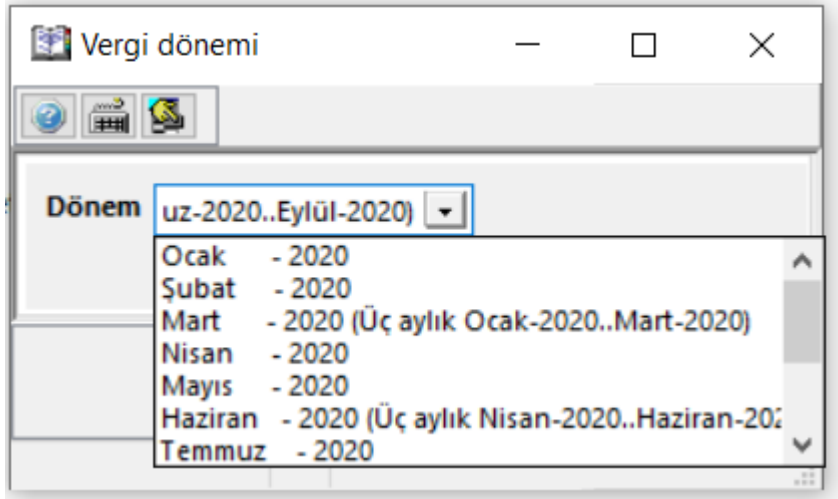 Vergi dönemi
Dönem uz-2020..Eylül-2020)
Ocak - 2020
Şubat - 2020
Mart - 2020 (Üç aylık Ocak-2020..Mart-2020)
Nisan - 2020
Mayıs - 2020
Haziran - 2020 (Üç aylık Nisan-2020..Haziran-202
Temmuz - 2020